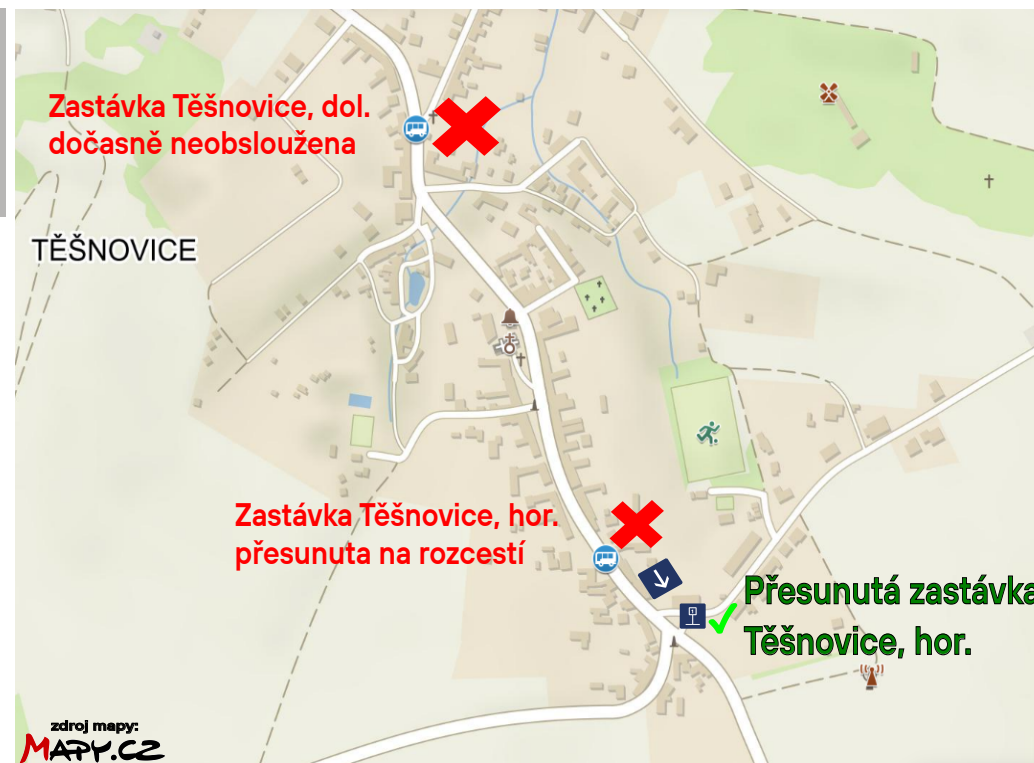 Zastávka Těšnovice, dol.
dočasně neobsloužena
TĚŠNOVICE
Zastávka Těšnovice, hor.
přesunuta na rozcestí
Přesunutá zastávka
Těšnovice, hor.
zdroj mapy:
MAPY.CZ